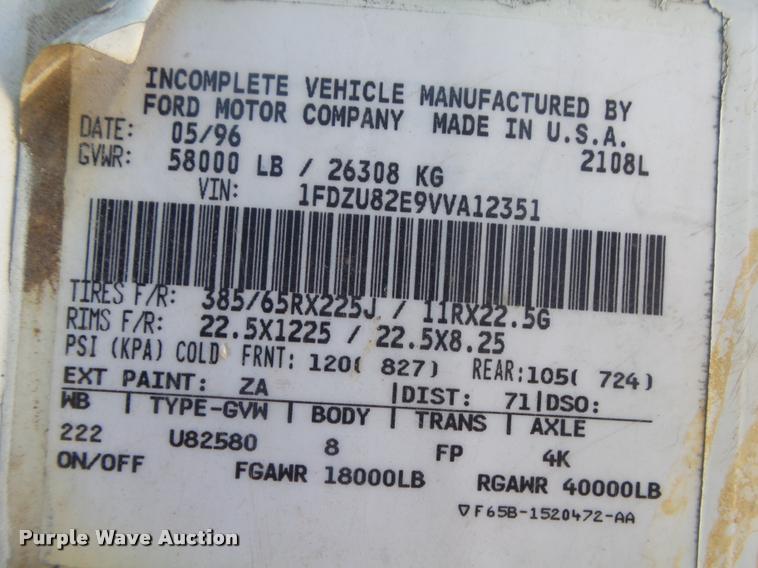 INCOMPLETE VEHICLE MANUFACTURED BY
FORD MOTOR COMPANY MADE IN U.S.A.
DATE: 05/96 2108L
GVWR: 58000 LB / 26308 KG
VIN: 1FDZU82E9VVA12351
TIRES F/R: 385/65RX225J / 11RX22.5G
RIMS F/R: 22.5X1225 / 22.5X8.25
PSI (KPA) COLD FRNT: 120( 827) REAR:105( 724)
EXT PAINT: ZA |DIST: 71|DSO:
WB | TYPE-GVW | BODY | TRANS | AXLE
222 U82580 8 FP 4K
ON/OFF FGAWR 18000LB RGAWR 40000LB
▽F65B-1520472-AA
Purple Wave Auction